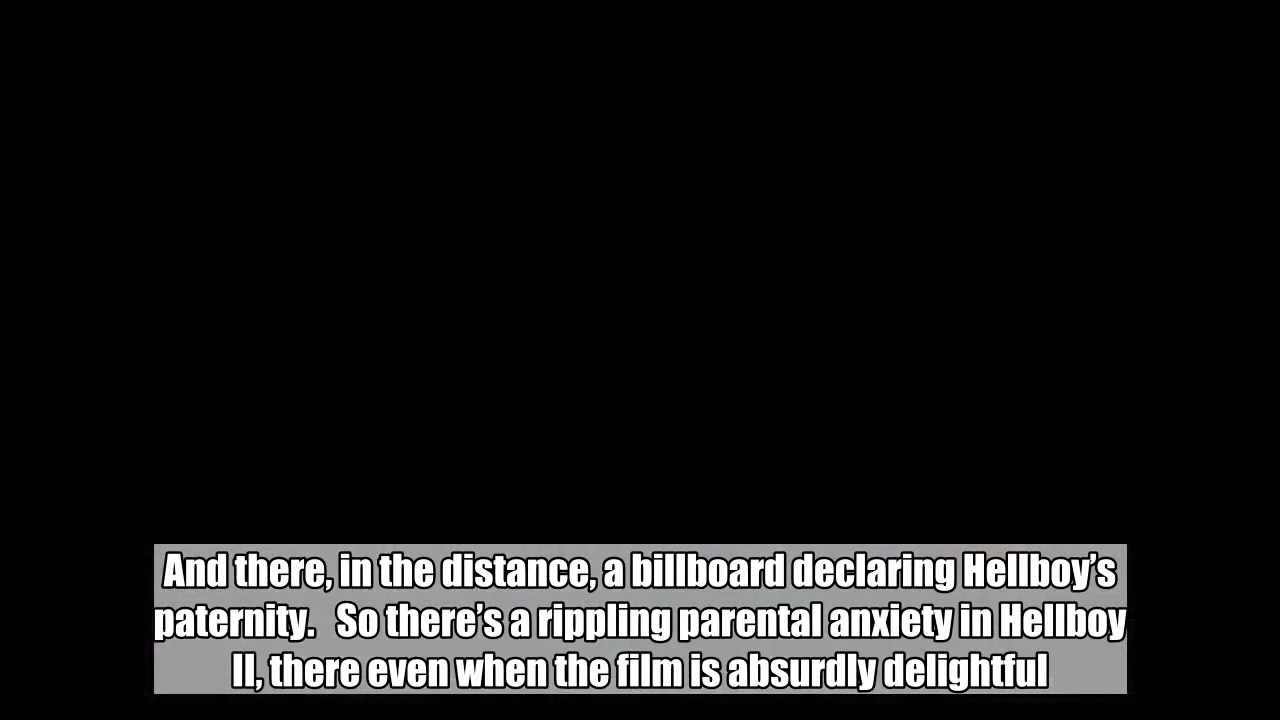 And there, in the distance, a billboard declaring Hellboy’s
paternity.   So there’s a rippling parental anxiety in Hellboy
II, there even when the film is absurdly delightful